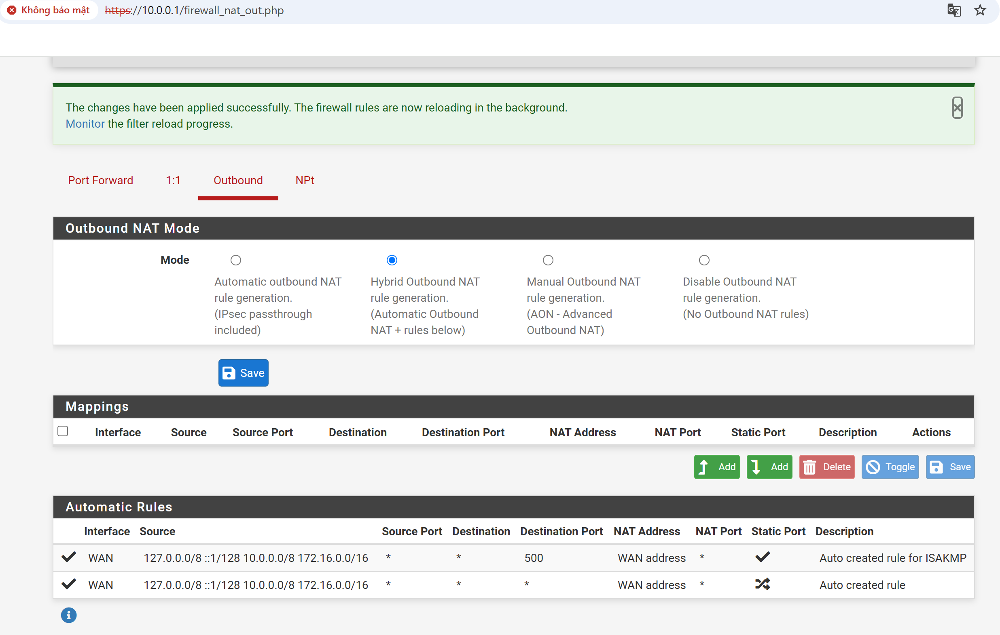 Không bảo mật https://10.0.0.1/firewall_nat_out.php
The changes have been applied successfully. The firewall rules are now reloading in the background.
Monitor the filter reload progress.
Port Forward 1:1 Outbound NPt
Outbound NAT Mode
Mode
Automatic outbound NAT
rule generation.
(IPsec passthrough
included)
Hybrid Outbound NAT
rule generation.
(Automatic Outbound
NAT + rules below)
Manual Outbound NAT
rule generation.
(AON - Advanced
Outbound NAT)
Disable Outbound NAT
rule generation.
(No Outbound NAT rules)
Save
Mappings
Interface Source Source Port Destination Destination Port NAT Address NAT Port Static Port Description Actions
Add Add Delete Toggle Save
Automatic Rules
Interface Source Source Port Destination Destination Port NAT Address NAT Port Static Port Description
WAN 127.0.0.0/8 ::1/128 10.0.0.0/8 172.16.0.0/16 * * 500 WAN address * Auto created rule for ISAKMP
WAN 127.0.0.0/8 ::1/128 10.0.0.0/8 172.16.0.0/16 * * * WAN address * Auto created rule